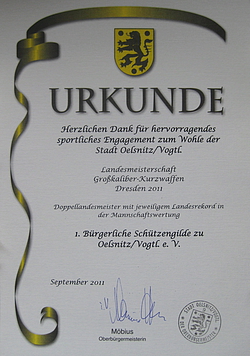 URKUNDE
Herzlichen Dank für hervorragendes
sportliches Engagement zum Wohle der
Stadt Oelsnitz/Vogtl.
Landesmeisterschaft
Großkaliber-Kurzwaffen
Dresden 2011
Doppellandesmeister mit jeweiligem Landesrekord in
der Mannschaftswertung
1. Bürgerliche Schützengilde zu
Oelsnitz/Vogtl. e. V.
September 2011
Möbius
Oberbürgermeisterin